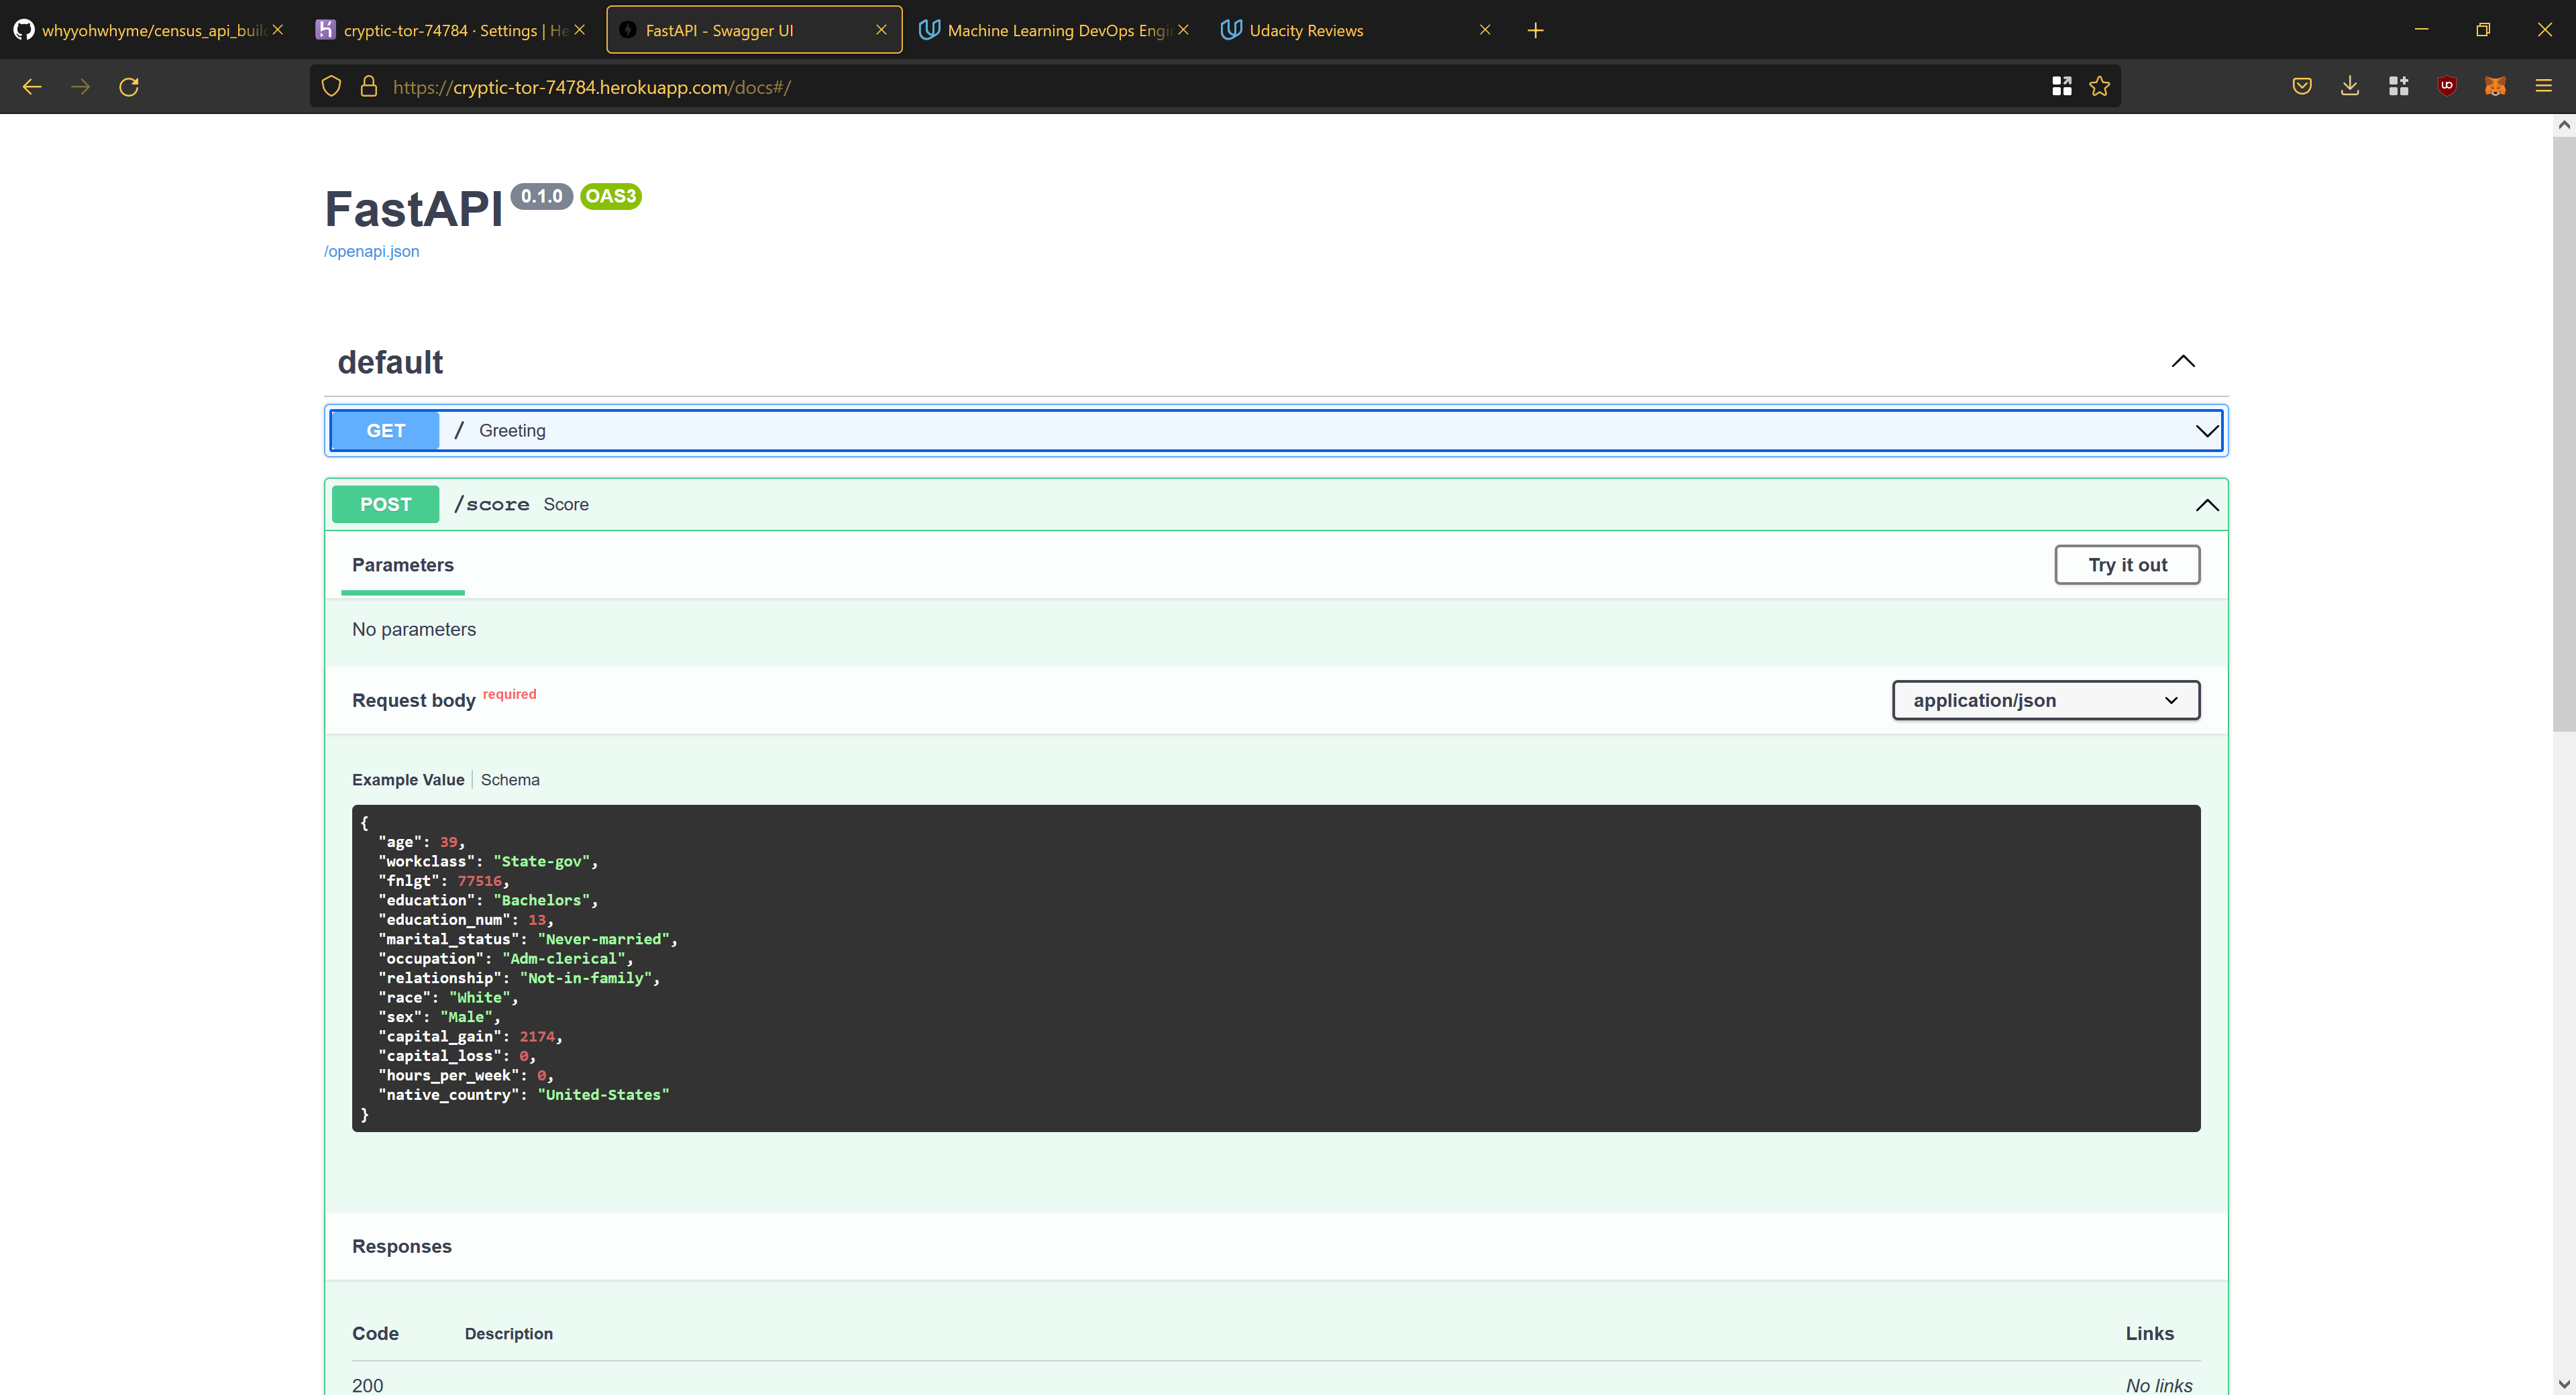 whyyohwhyme/census_api_buil
cryptic-tor-74784 · Settings | He
FastAPI - Swagger UI
Machine Learning DevOps Engi
Udacity Reviews
https://cryptic-tor-74784.herokuapp.com/docs#/
FastAPI 0.1.0 OAS3
/openapi.json
default
GET / Greeting
POST /score Score
Parameters
Try it out
No parameters
Request body required
application/json
Example Value | Schema
{
"age": 39,
"workclass": "State-gov",
"fnlgt": 77516,
"education": "Bachelors",
"education_num": 13,
"marital_status": "Never-married",
"occupation": "Adm-clerical",
"relationship": "Not-in-family",
"race": "White",
"sex": "Male",
"capital_gain": 2174,
"capital_loss": 0,
"hours_per_week": 0,
"native_country": "United-States"
}
Responses
Code Description Links
200 No links